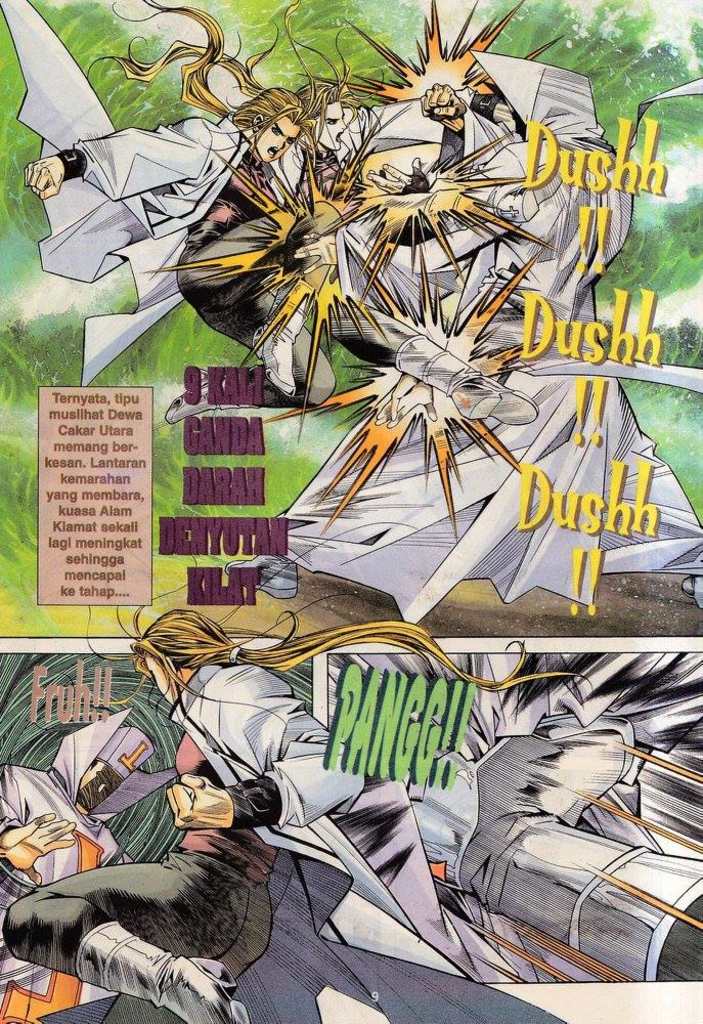 Dushh
!!
Dushh
!!
Dushh
!!
9 KALI
GANDA
DARAH
DENYUTAN
KILAT
Ternyata, tipu
muslihat Dewa
Cakar Utara
memang ber-
kesan. Lantaran
kemarahan
yang membara,
kuasa Alam
Kiamat sekali
lagi meningkat
sehingga
mencapai
ke tahap....
Fruh!!
PANGG!!
9